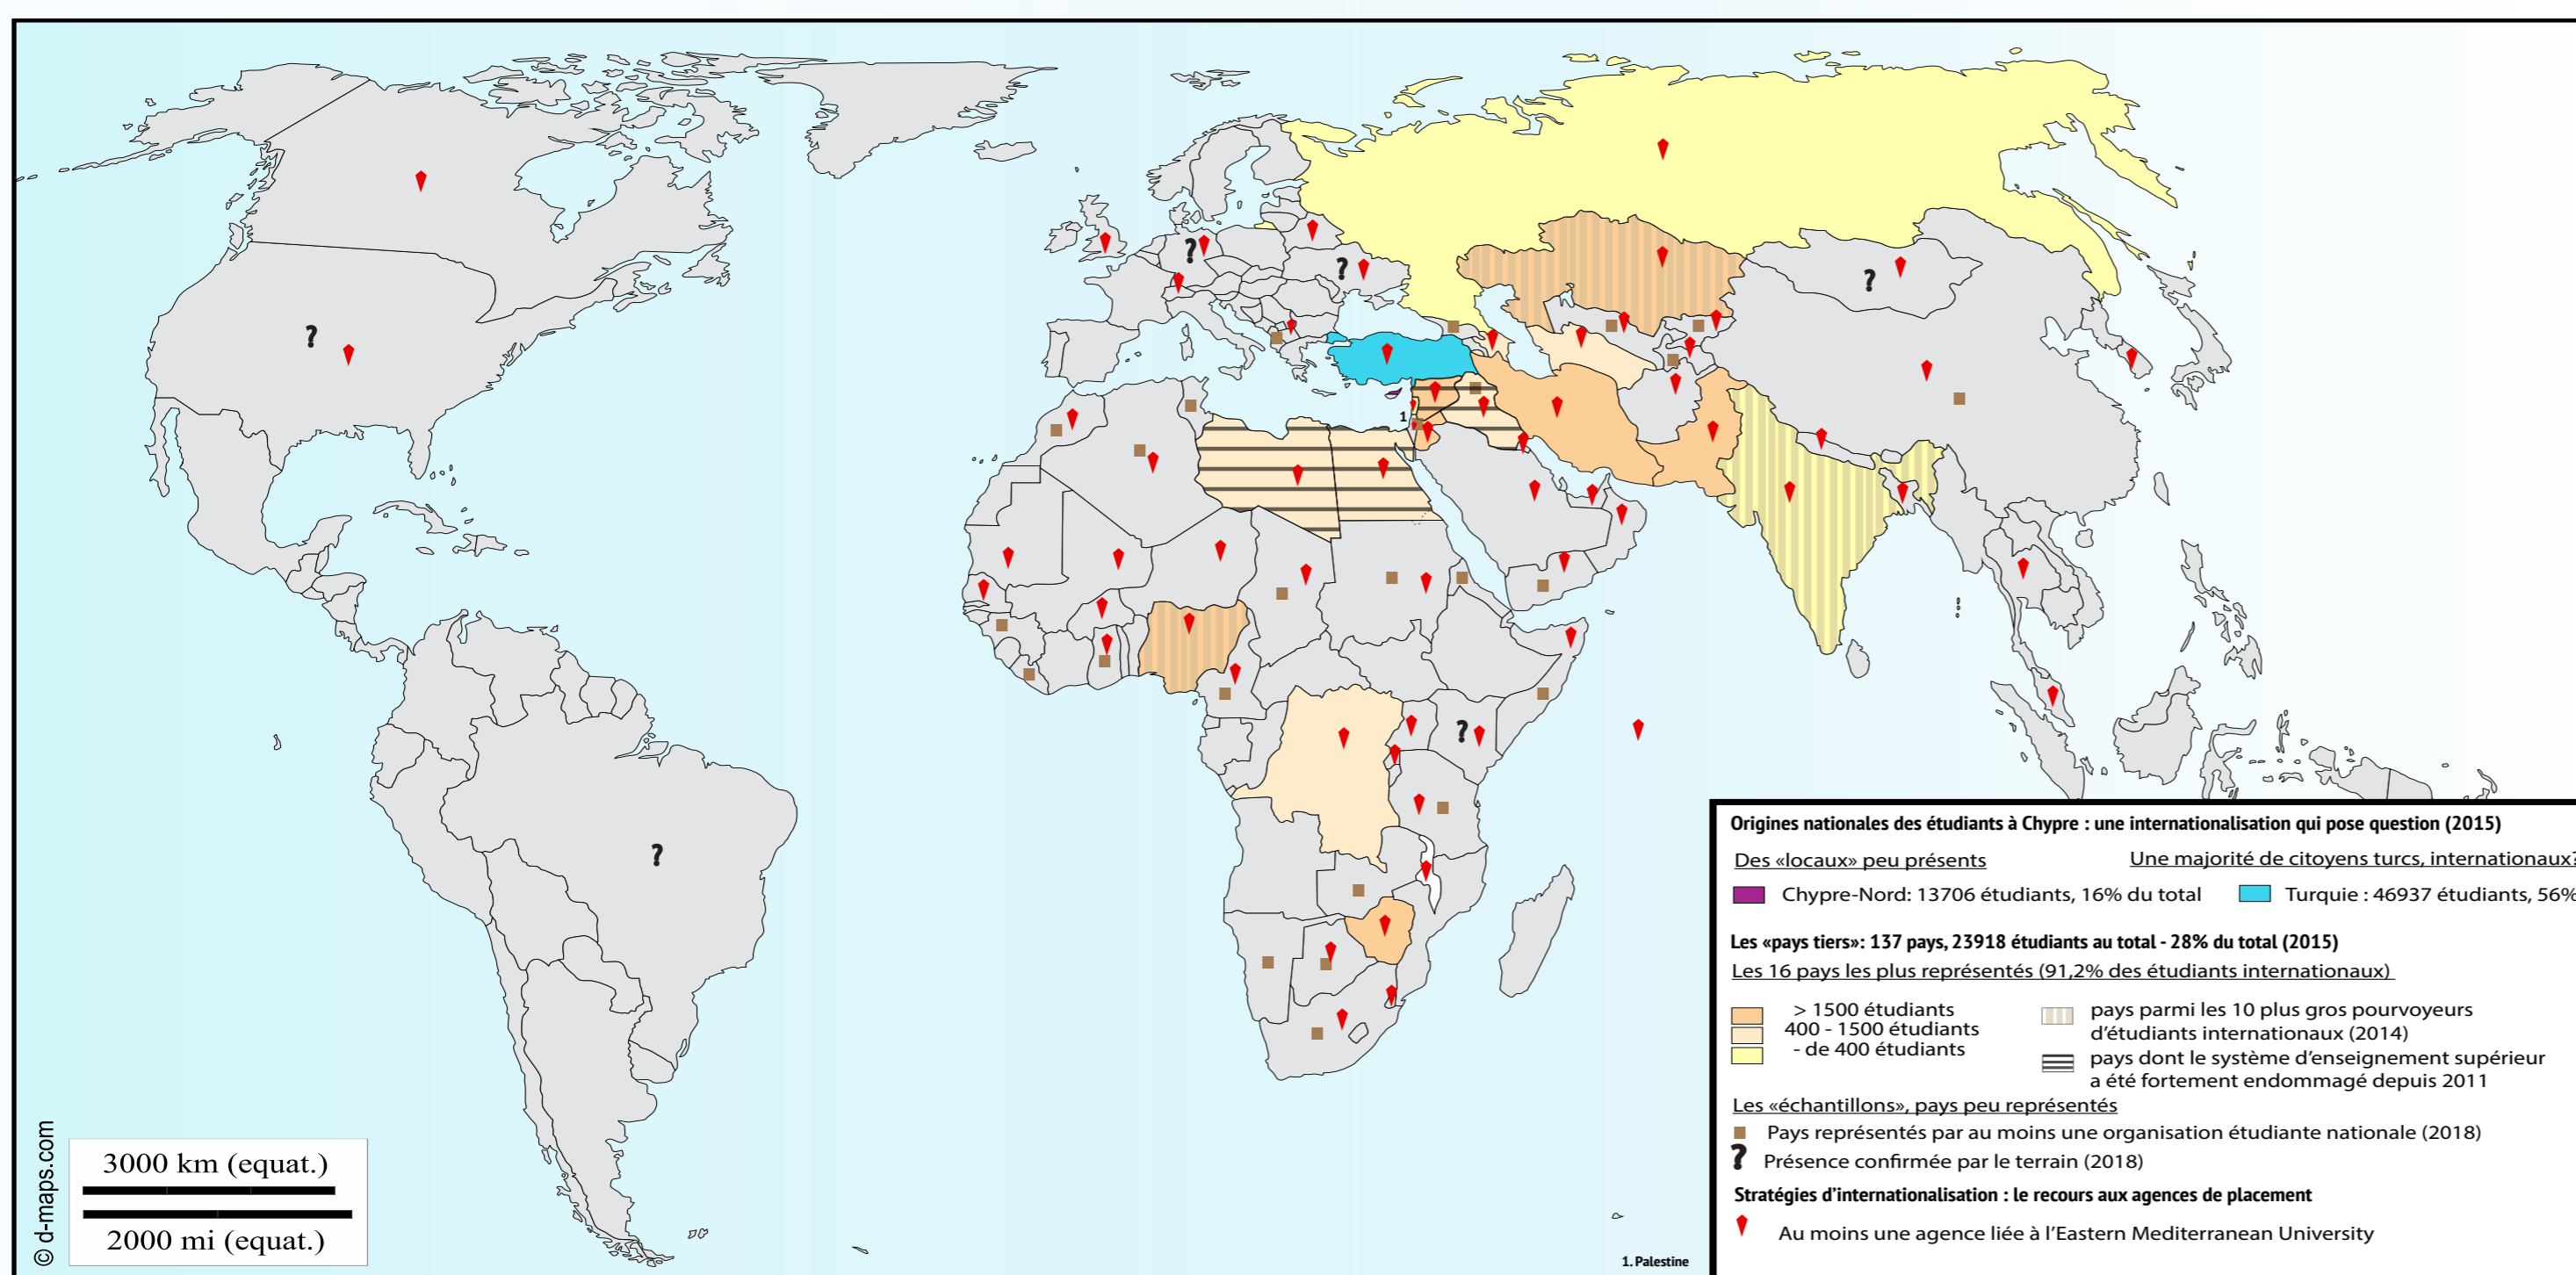 Origines nationales des étudiants à Chypre : une internationalisation qui pose question (2015)
Des «locaux» peu présents
Une majorité de citoyens turcs, internationaux?
Chypre-Nord: 13706 étudiants, 16% du total
Turquie : 46937 étudiants, 56%
Les «pays tiers»: 137 pays, 23918 étudiants au total - 28% du total (2015)
Les 16 pays les plus représentés (91,2% des étudiants internationaux)
> 1500 étudiants
400 - 1500 étudiants
- de 400 étudiants
pays parmi les 10 plus gros pourvoyeurs
d'étudiants internationaux (2014)
pays dont le système d'enseignement supérieur
a été fortement endommagé depuis 2011
Les «échantillons», pays peu représentés
Pays représentés par au moins une organisation étudiante nationale (2018)
? Présence confirmée par le terrain (2018)
Stratégies d'internationalisation : le recours aux agences de placement
Au moins une agence liée à l'Eastern Mediterranean University
1
?
?
?
?
?
?
1. Palestine
3000 km (equat.)
2000 mi (equat.)
© d-maps.com